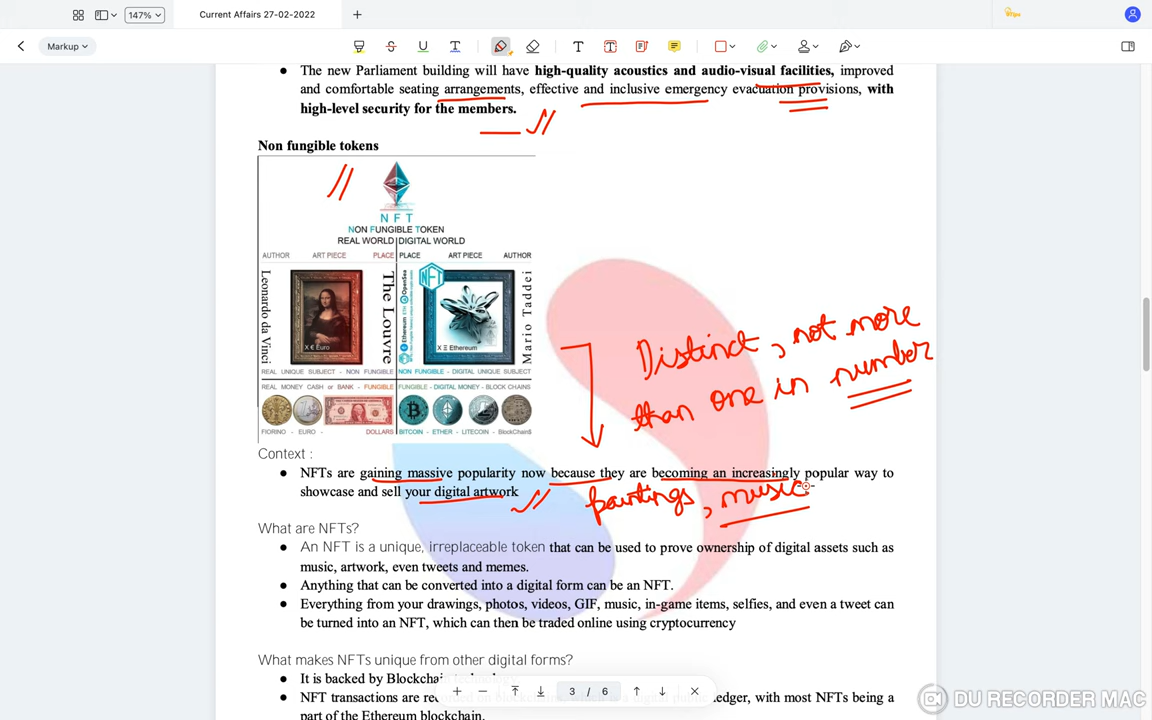 147%
Current Affairs 27-02-2022
Markup
The new Parliament building will have high-quality acoustics and audio-visual facilities, improved
and comfortable seating arrangements, effective and inclusive emergency evacuation provisions, with
high-level security for the members.
Non fungible tokens
NFT
NON FUNGIBLE TOKEN
REAL WORLD DIGITAL WORLD
AUTHOR ART PIECE PLACE PLACE ART PIECE AUTHOR
Leonardo da Vinci
The Louvre
Ethereum ETH OpenSea
NFT
Mario Taddei
X € Euro
X Ξ Ethereum
REAL UNIQUE SUBJECT - NON FUNGIBLE NON FUNGIBLE - DIGITAL UNIQUE SUBJECT
REAL MONEY CASH or BANK - FUNGIBLE FUNGIBLE - DIGITAL MONEY - BLOCK CHAINS
FIORINO - EURO - DOLLARS BITCOIN - ETHER - LITECOIN - BlockChain$
Distinct, not more
than one in number
Context :
NFTs are gaining massive popularity now because they are becoming an increasingly popular way to
showcase and sell your digital artwork
paintings, music
What are NFTs?
An NFT is a unique, irreplaceable token that can be used to prove ownership of digital assets such as
music, artwork, even tweets and memes.
Anything that can be converted into a digital form can be an NFT.
Everything from your drawings, photos, videos, GIF, music, in-game items, selfies, and even a tweet can
be turned into an NFT, which can then be traded online using cryptocurrency
What makes NFTs unique from other digital forms?
It is backed by Blockchain technology.
NFT transactions are ledger, with most NFTs being a
part of the Ethereum blockchain.
3 / 6
DU RECORDER MAC